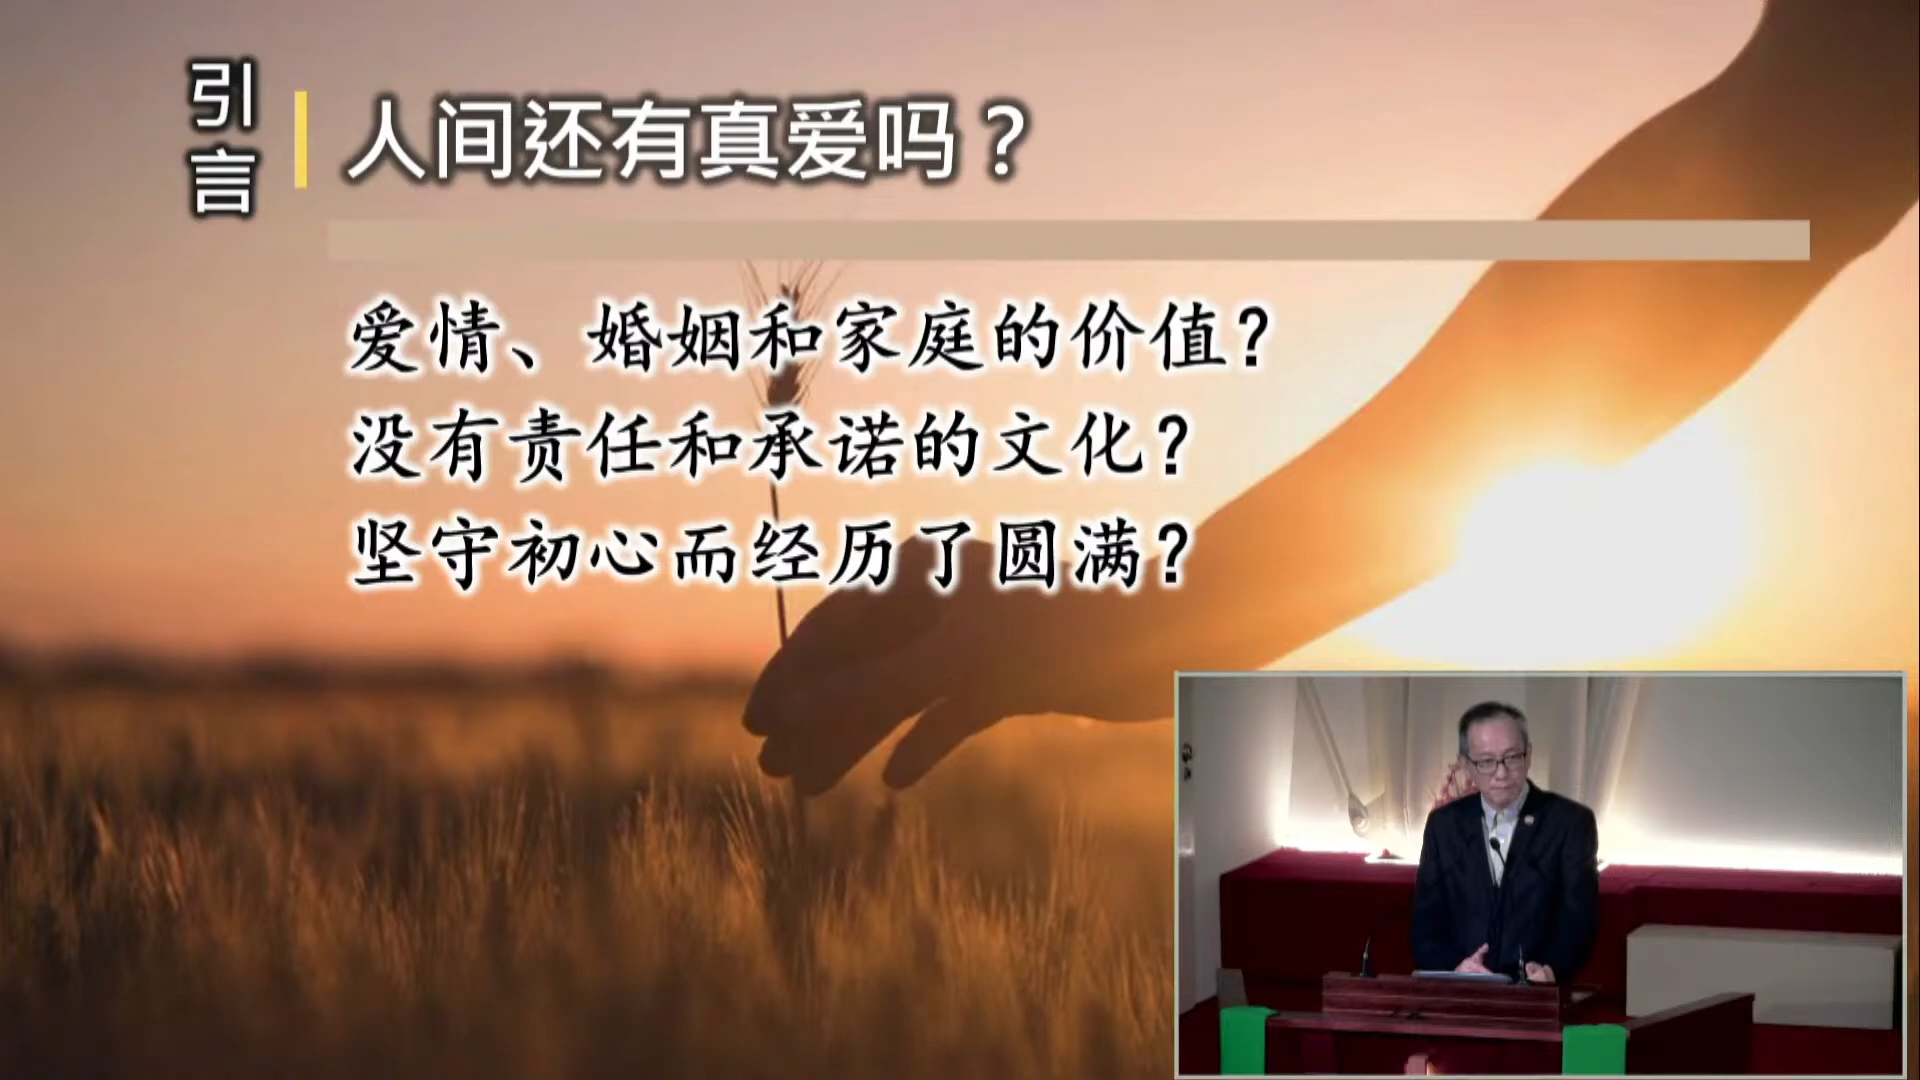 引言
人间还有真爱吗？
爱情、婚姻和家庭的价值?
没有责任和承诺的文化?
坚守初心而经历了圆满?